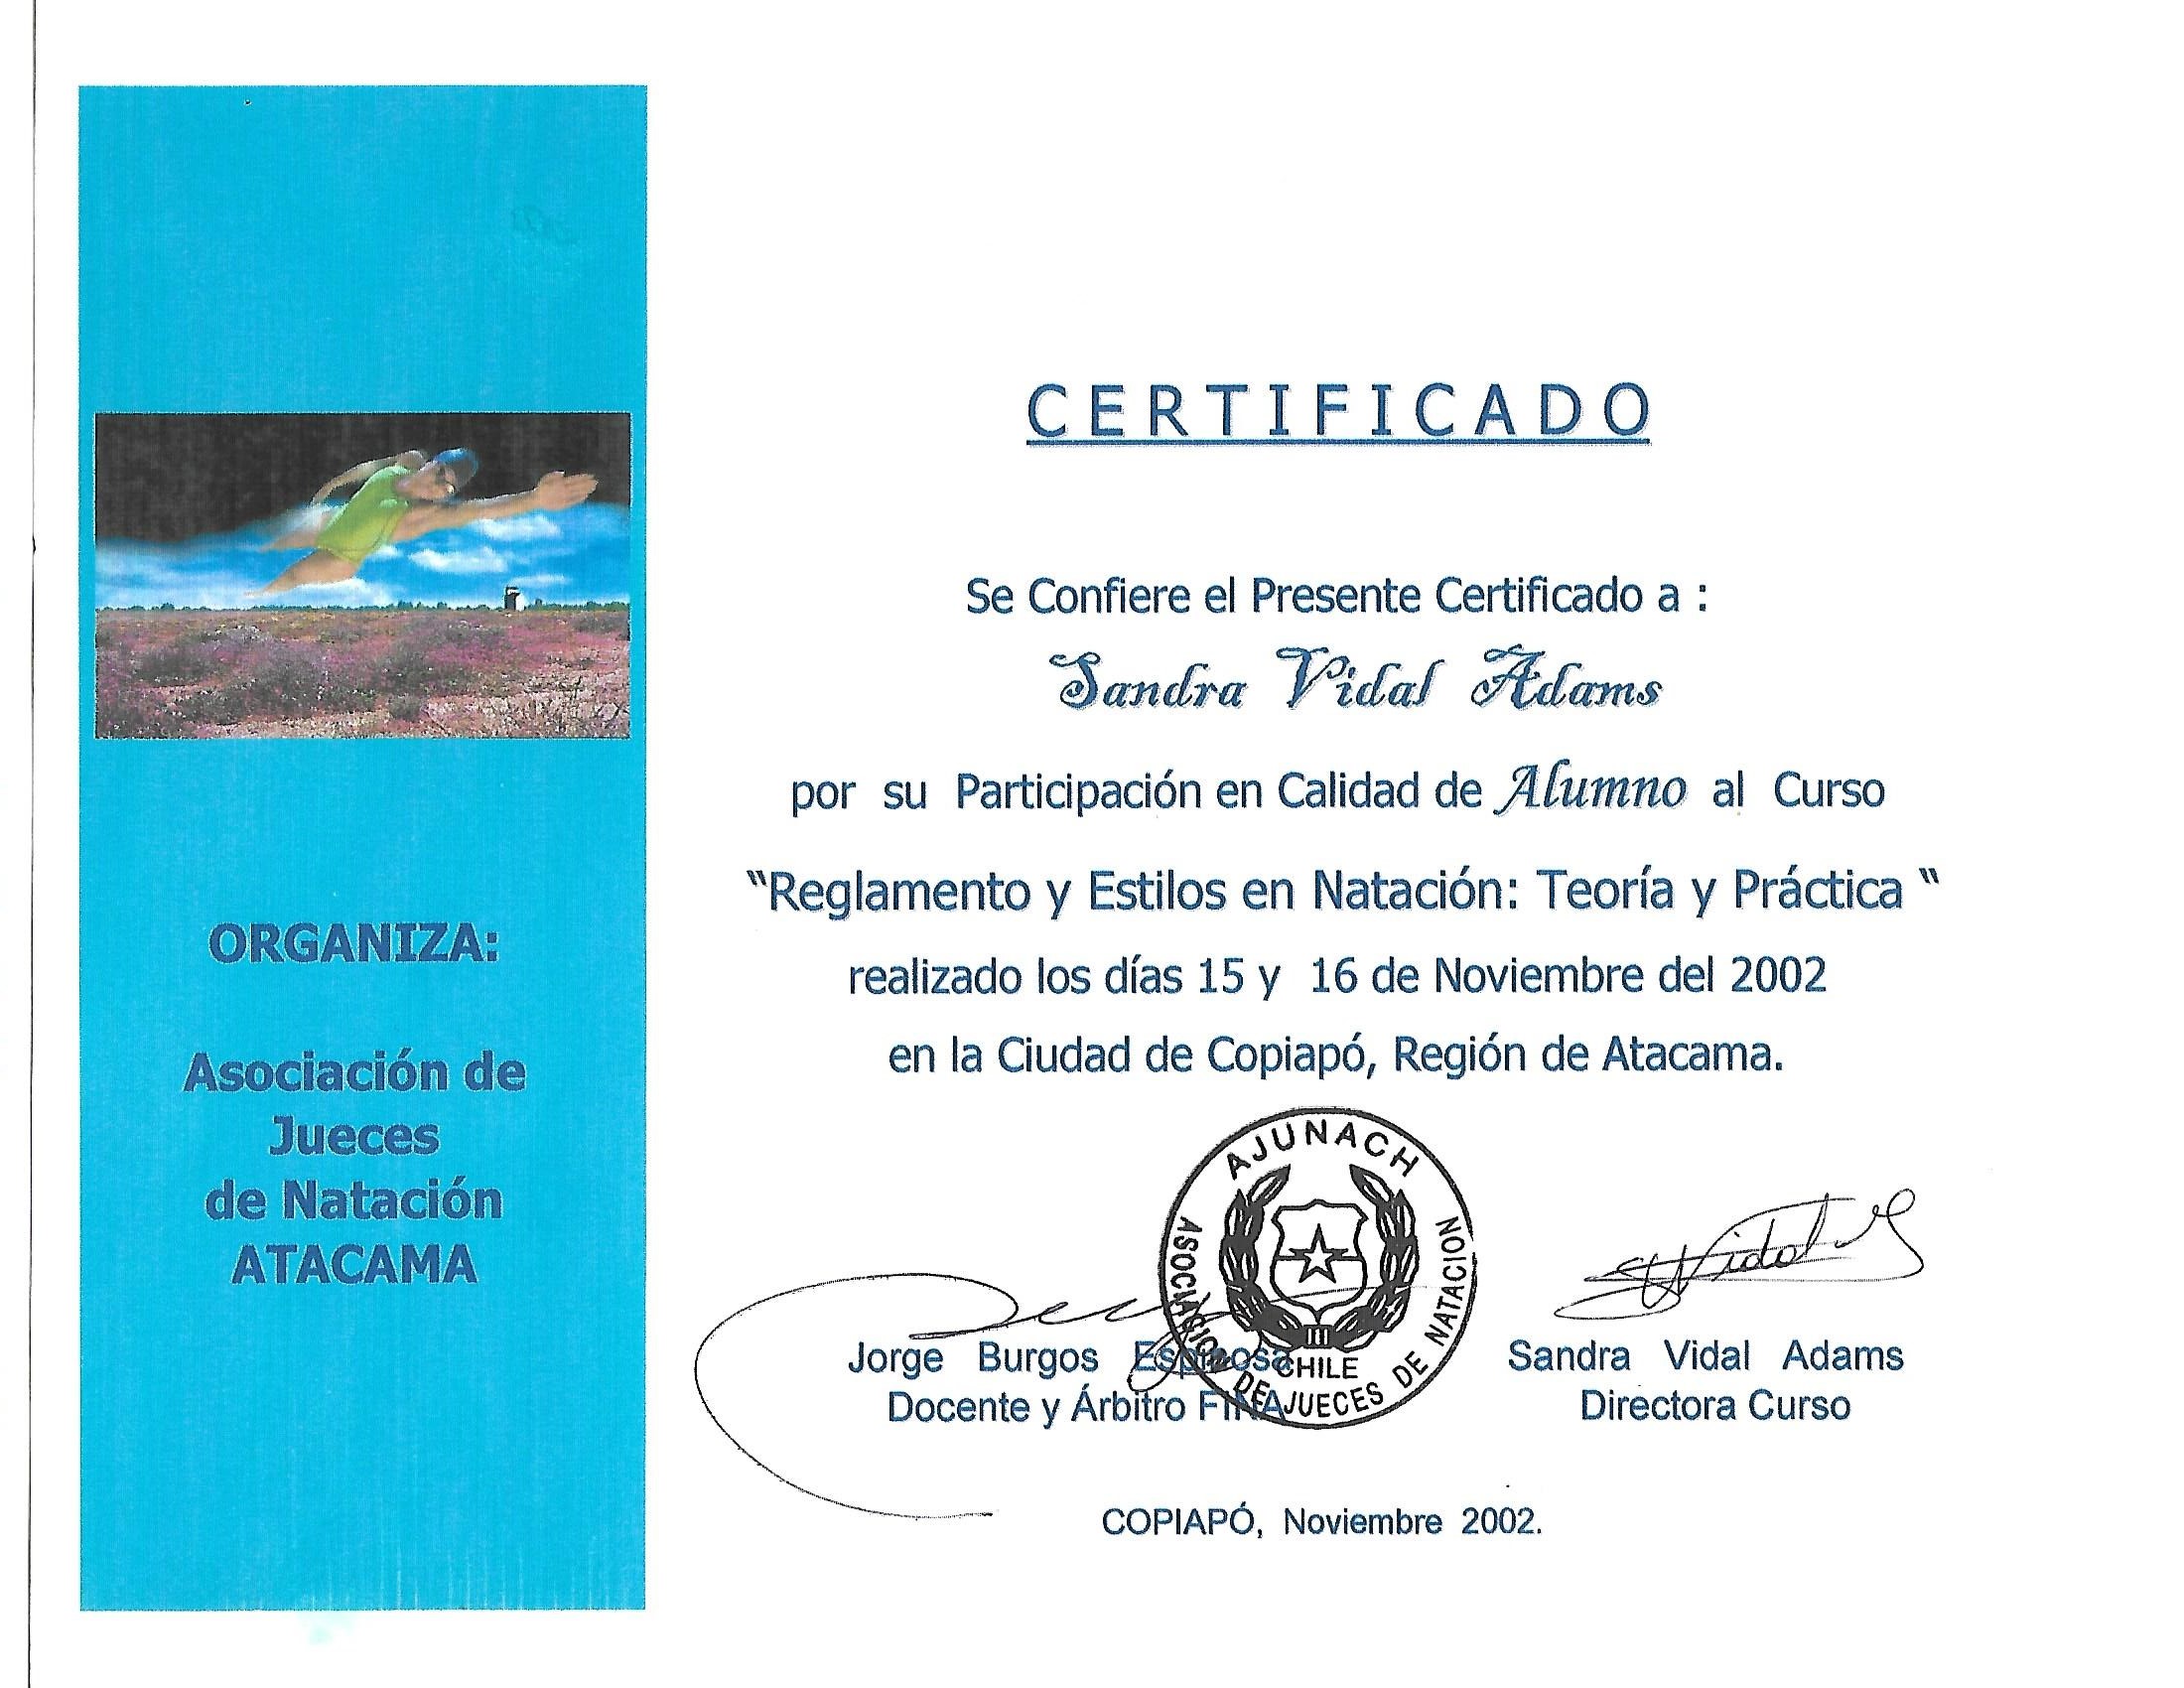 CERTIFICADO
Se Confiere el Presente Certificado a :
Sandra Vidal Adams
por su Participación en Calidad de Alumno al Curso
“Reglamento y Estilos en Natación: Teoría y Práctica “
realizado los días 15 y 16 de Noviembre del 2002
en la Ciudad de Copiapó, Región de Atacama.
ORGANIZA:
Asociación de
Jueces
de Natación
ATACAMA
AJUNACH
ASOCIASION DE JUECES DE NATACION
CHILE
SVidal
Jorge Burgos Espinosa
Docente y Árbitro FINA
Sandra Vidal Adams
Directora Curso
COPIAPÓ, Noviembre 2002.